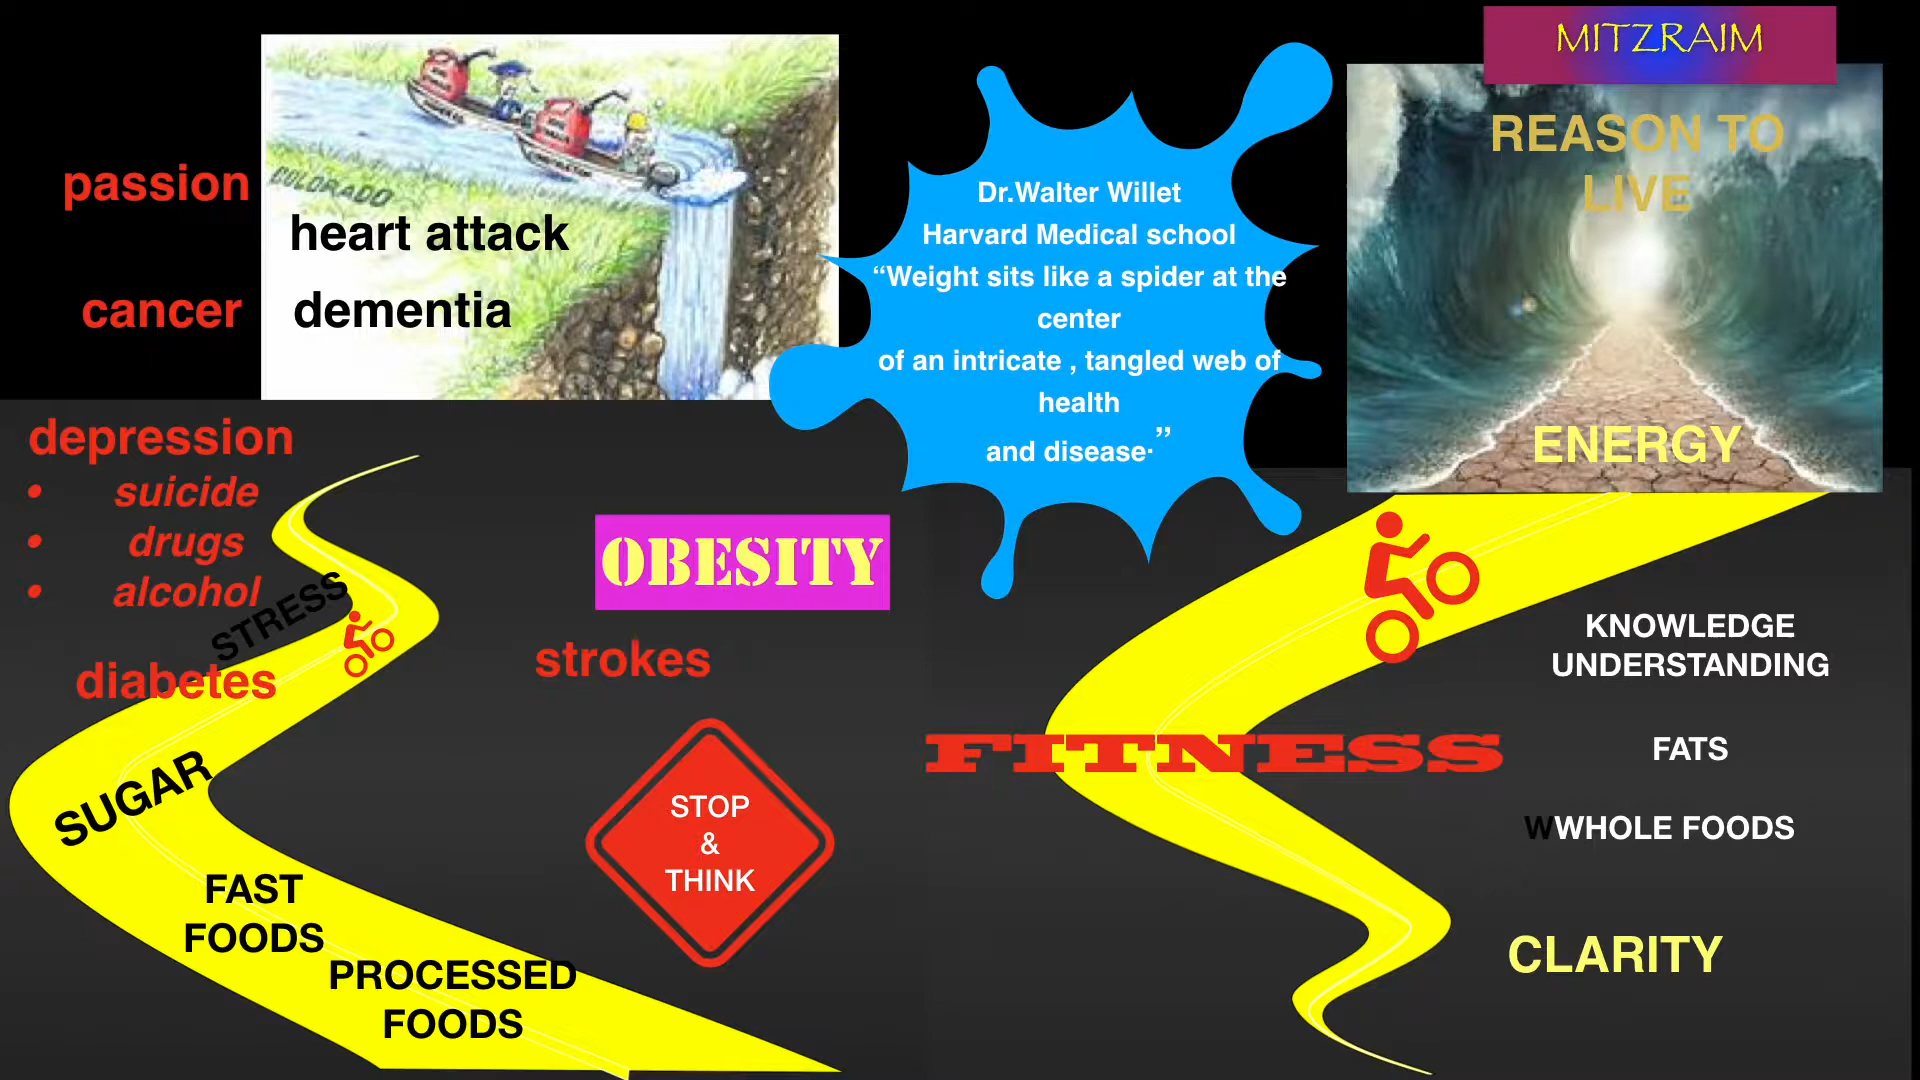 MITZRAIM
REASON TO
LIVE
ENERGY
passion
cancer
COLORADO
heart attack
dementia
Dr.Walter Willet
Harvard Medical school
“Weight sits like a spider at the
center
of an intricate , tangled web of
health
and disease.”
depression
• suicide
• drugs
• alcohol
STRESS
diabetes
SUGAR
FAST
FOODS
PROCESSED
FOODS
OBESITY
strokes
STOP
&
THINK
FITNESS
KNOWLEDGE
UNDERSTANDING
FATS
WWHOLE FOODS
CLARITY